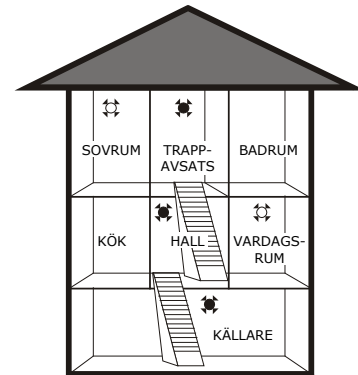 SOVRUM
TRAPP-
AVSATS
BADRUM
KÖK
HALL
VARDAGS-
RUM
KÄLLARE